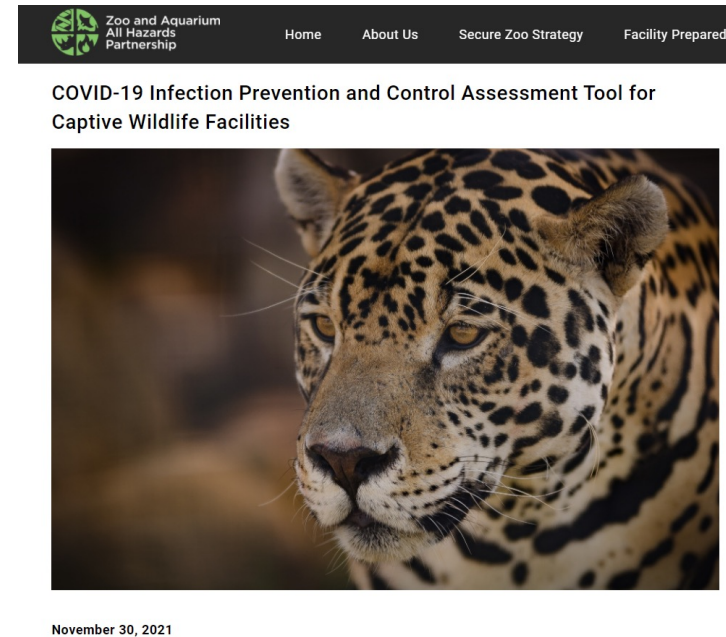 Zoo and Aquarium
All Hazards
Partnership
Home About Us Secure Zoo Strategy Facility Prepared
COVID-19 Infection Prevention and Control Assessment Tool for
Captive Wildlife Facilities
November 30, 2021